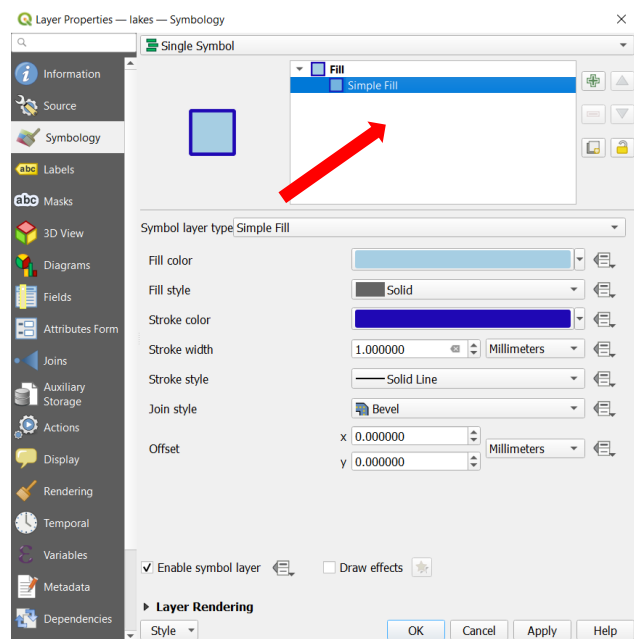 Layer Properties — lakes — Symbology
Single Symbol
Information
Source
Symbology
abc Labels
abc Masks
3D View
Diagrams
Fields
Attributes Form
Joins
Auxiliary
Storage
Actions
Display
Rendering
Temporal
Variables
Metadata
Dependencies
Fill
Simple Fill
Symbol layer type Simple Fill
Fill color
Fill style Solid
Stroke color
Stroke width 1.000000 Millimeters
Stroke style Solid Line
Join style Bevel
Offset x 0.000000 Millimeters
y 0.000000
Enable symbol layer Draw effects
Layer Rendering
Style OK Cancel Apply Help